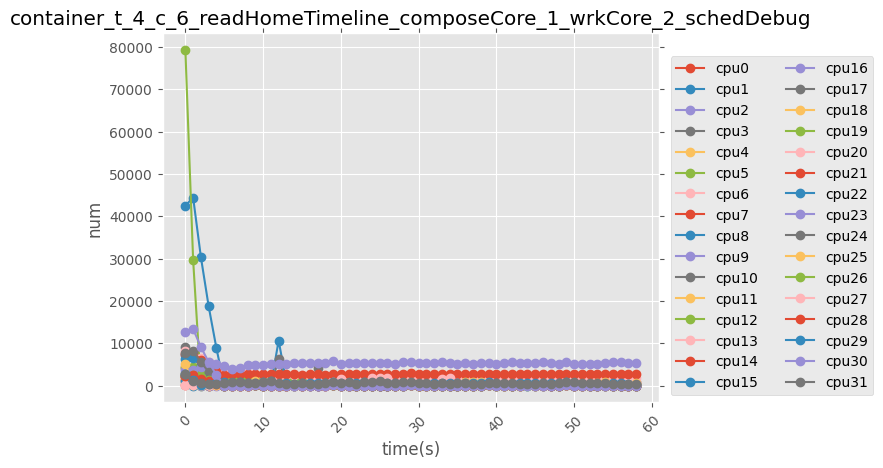 container_t_4_c_6_readHomeTimeline_composeCore_1_wrkCore_2_schedDebug
num
80000
70000
60000
50000
40000
30000
20000
10000
0
0
10
20
30
40
50
60
time(s)
cpu0
cpu1
cpu2
cpu3
cpu4
cpu5
cpu6
cpu7
cpu8
cpu9
cpu10
cpu11
cpu12
cpu13
cpu14
cpu15
cpu16
cpu17
cpu18
cpu19
cpu20
cpu21
cpu22
cpu23
cpu24
cpu25
cpu26
cpu27
cpu28
cpu29
cpu30
cpu31